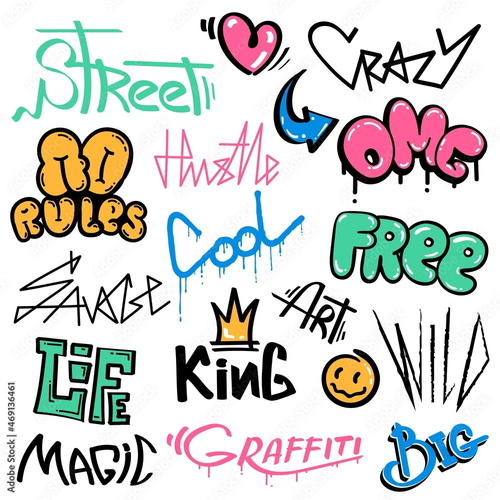 STREET
CRAZY
OMG
NO
RULES
Hustle
Cool
FREE
SAVAGE
ART
WILD
LIFE
KING
MAGIC
GRAFFITI
BIG
Adobe Stock | #469136461